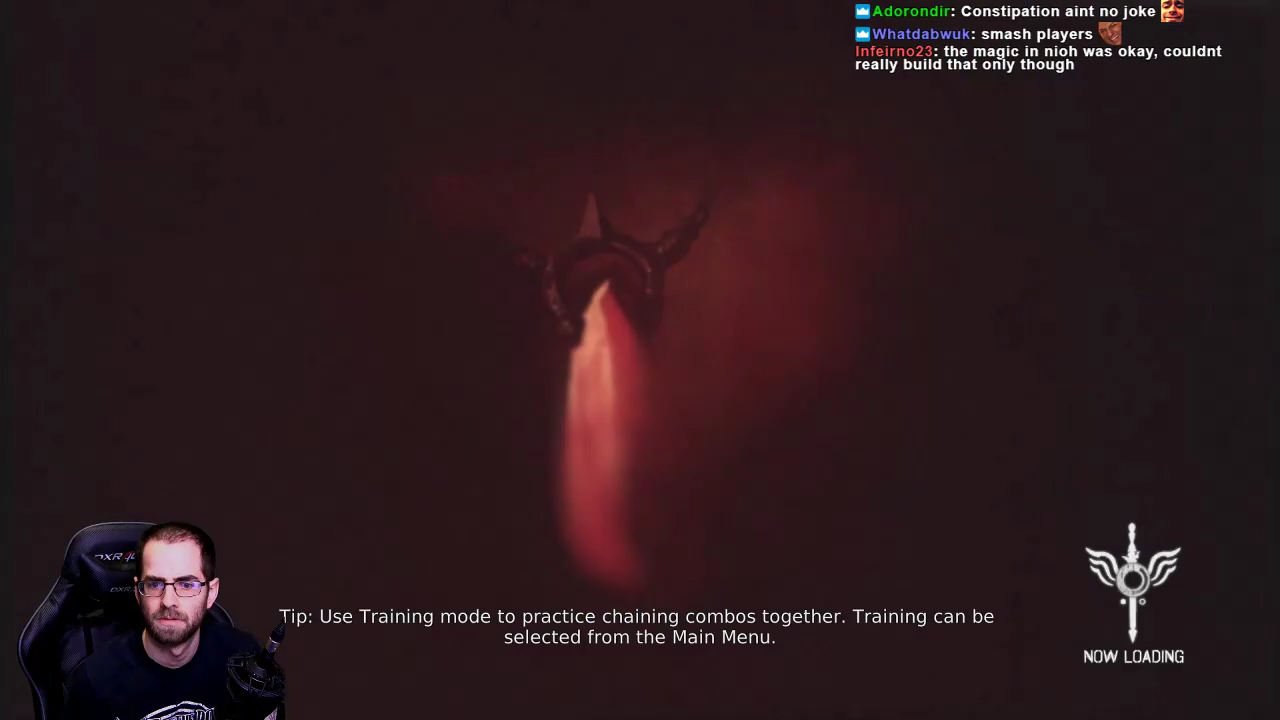 Adorondir: Constipation aint no joke
Whatdabwuk: smash players
Infeirno23: the magic in nioh was okay, couldnt
really build that only though
DXR
Tip: Use Training mode to practice chaining combos together. Training can be
selected from the Main Menu.
NOW LOADING